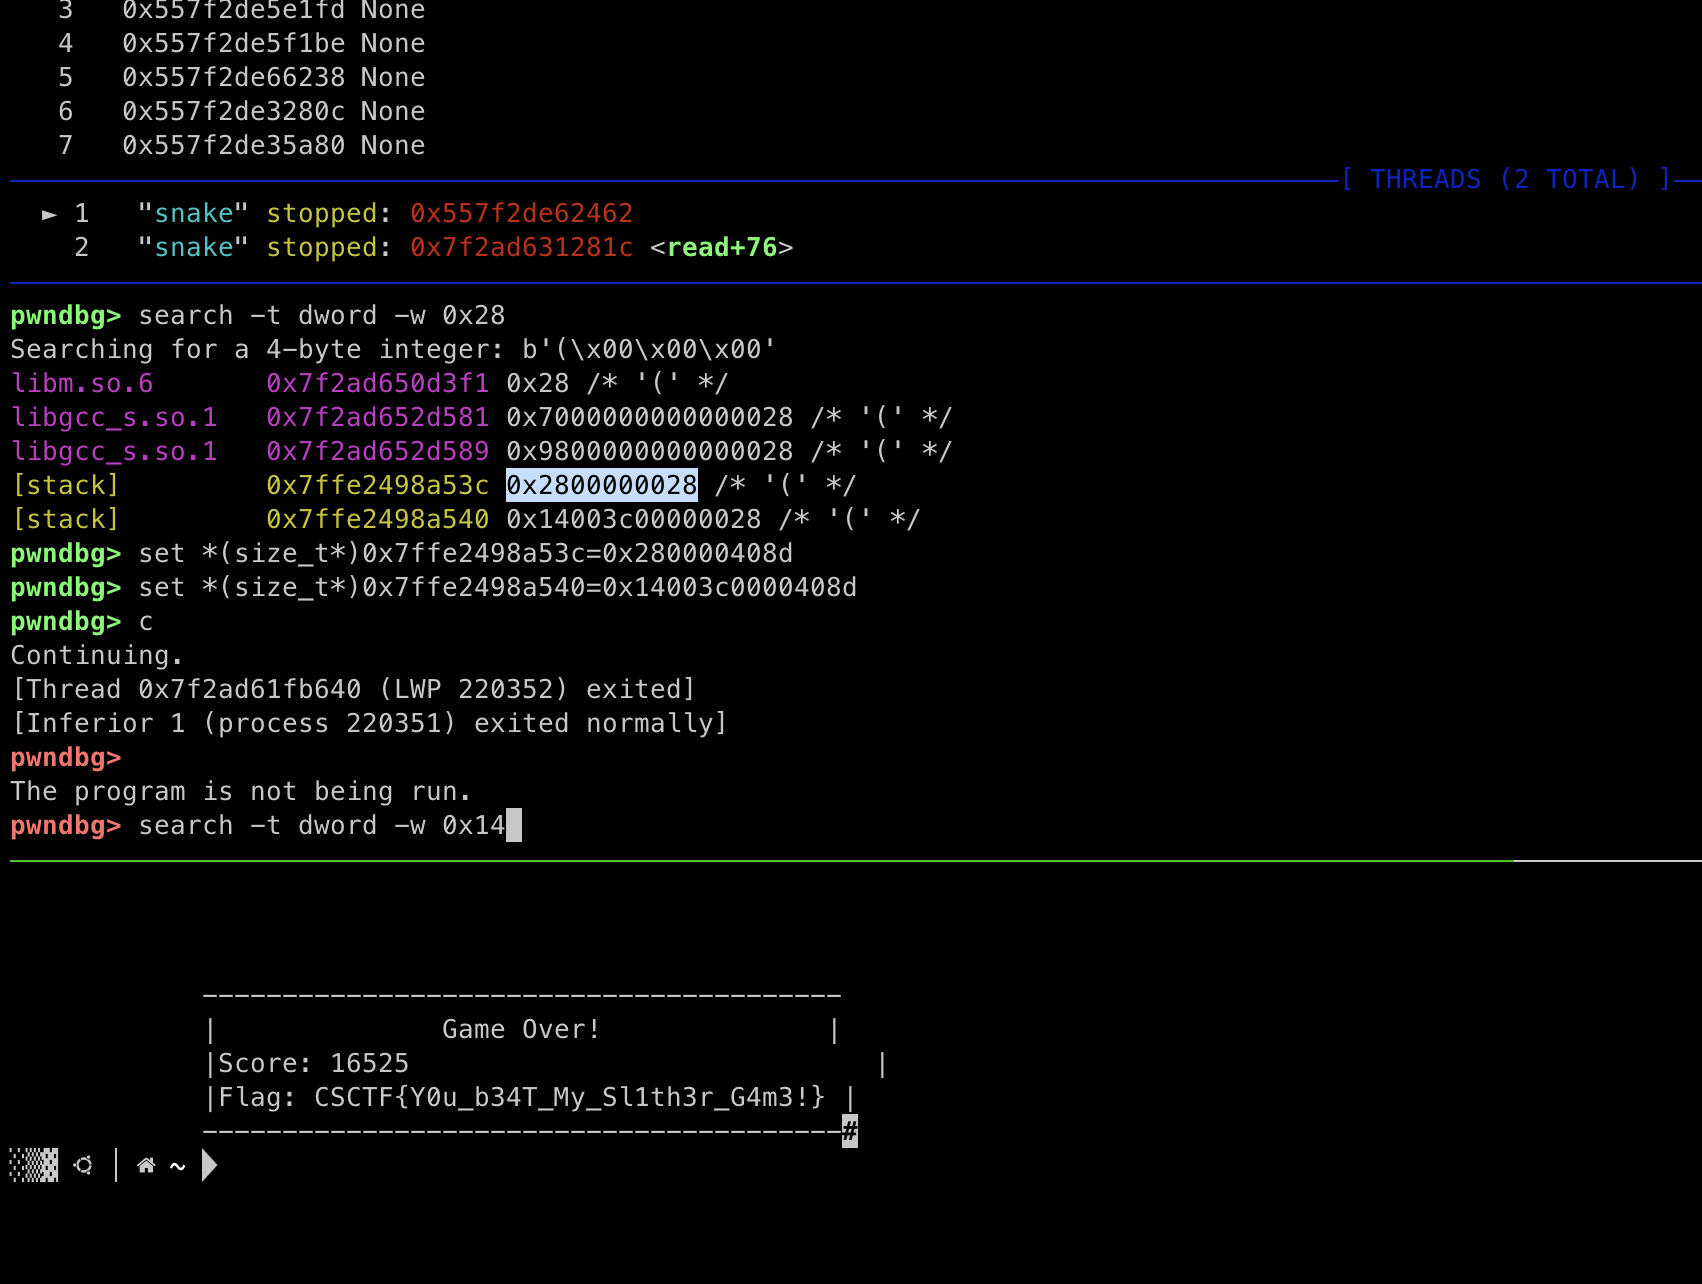 3 0x557f2de5e1fd None
4 0x557f2de5f1be None
5 0x557f2de66238 None
6 0x557f2de3280c None
7 0x557f2de35a80 None
[ THREADS (2 TOTAL) ]
► 1 "snake" stopped: 0x557f2de62462
2 "snake" stopped: 0x7f2ad631281c <read+76>
pwndbg> search -t dword -w 0x28
Searching for a 4-byte integer: b'(\x00\x00\x00'
libm.so.6 0x7f2ad650d3f1 0x28 /* '(' */
libgcc_s.so.1 0x7f2ad652d581 0x7000000000000028 /* '(' */
libgcc_s.so.1 0x7f2ad652d589 0x9800000000000028 /* '(' */
[stack] 0x7ffe2498a53c 0x2800000028 /* '(' */
[stack] 0x7ffe2498a540 0x14003c00000028 /* '(' */
pwndbg> set *(size_t*)0x7ffe2498a53c=0x280000408d
pwndbg> set *(size_t*)0x7ffe2498a540=0x14003c0000408d
pwndbg> c
Continuing.
[Thread 0x7f2ad61fb640 (LWP 220352) exited]
[Inferior 1 (process 220351) exited normally]
pwndbg>
The program is not being run.
pwndbg> search -t dword -w 0x14
----------------------------------------
| Game Over! |
|Score: 16525 |
|Flag: CSCTF{Y0u_b34T_My_Sl1th3r_G4m3!} |
----------------------------------------#
~